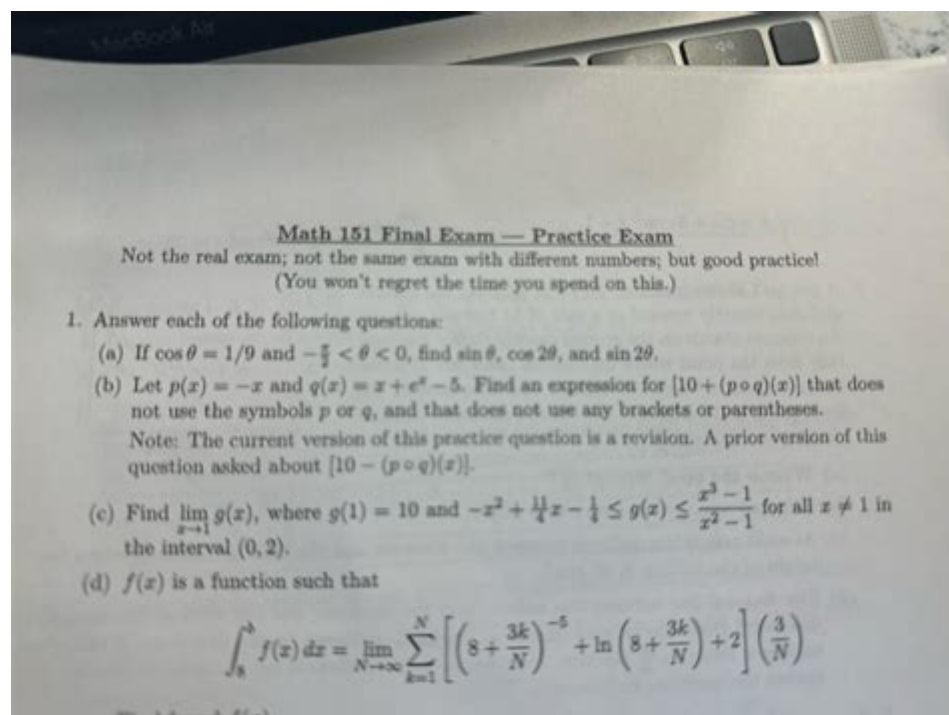 MacBook Air
Math 151 Final Exam — Practice Exam
Not the real exam; not the same exam with different numbers; but good practice!
(You won't regret the time you spend on this.)
1. Answer each of the following questions:
(a) If cos θ = 1/9 and −π/2 < θ < 0, find sin θ, cos 2θ, and sin 2θ.
(b) Let p(x) = −x and q(x) = x + eˣ − 5. Find an expression for [10 + (p∘q)(x)] that does
not use the symbols p or q, and that does not use any brackets or parentheses.
Note: The current version of this practice question is a revision. A prior version of this
question asked about [10 − (p∘q)(x)].
(c) Find lim x→1 g(x), where g(1) = 10 and −x² + 11/4 x − 1/4 ≤ g(x) ≤ (x³ − 1)/(x² − 1) for all x ≠ 1 in
the interval (0, 2).
(d) f(x) is a function such that
∫₈ᵇ f(x) dx = lim N→∞ ∑ k=1 N [(8 + 3k/N)⁻⁵ + ln (8 + 3k/N) + 2] (3/N)